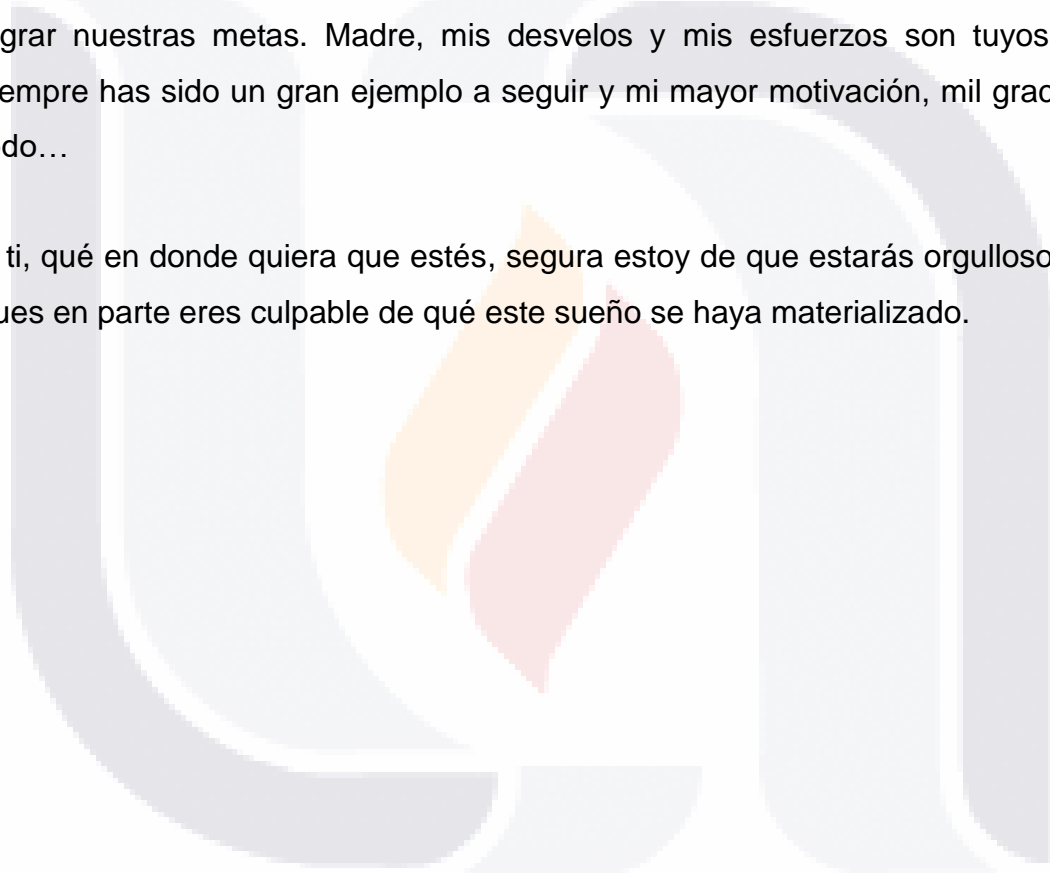 grar nuestras metas. Madre, mis desvelos y mis esfuerzos son tuyos
empre has sido un gran ejemplo a seguir y mi mayor motivación, mil grac
do…
ti, qué en donde quiera que estés, segura estoy de que estarás orgulloso
ues en parte eres culpable de qué este sueño se haya materializado.